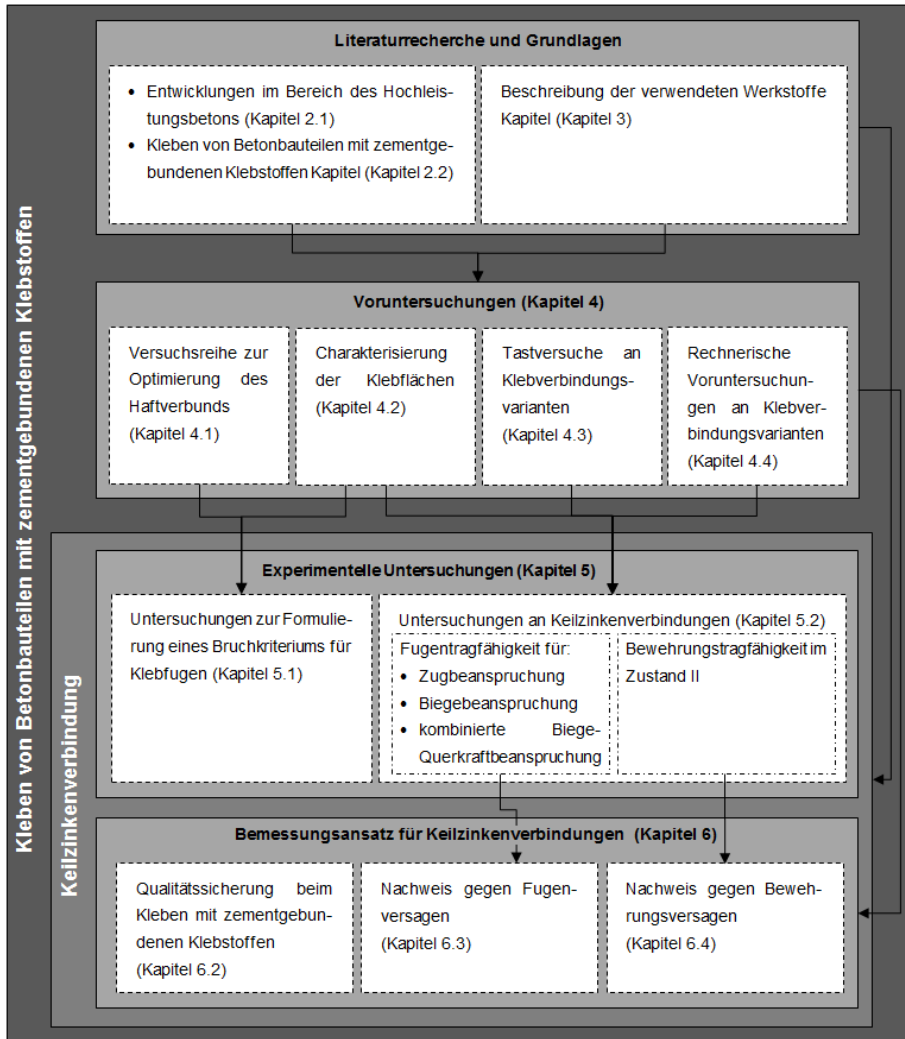 Kleben von Betonbauteilen mit zementgebundenen Klebstoffen
Literaturrecherche und Grundlagen
• Entwicklungen im Bereich des Hochleis-
tungsbetons (Kapitel 2.1)
• Kleben von Betonbauteilen mit zementge-
bundenen Klebstoffen Kapitel (Kapitel 2.2)
Beschreibung der verwendeten Werkstoffe
Kapitel (Kapitel 3)
Voruntersuchungen (Kapitel 4)
Versuchsreihe zur
Optimierung des
Haftverbunds
(Kapitel 4.1)
Charakterisierung
der Klebflächen
(Kapitel 4.2)
Tastversuche an
Klebverbindungs-
varianten
(Kapitel 4.3)
Rechnerische
Voruntersuchun-
gen an Klebver-
bindungsvarianten
(Kapitel 4.4)
Keilzinkenverbindung
Experimentelle Untersuchungen (Kapitel 5)
Untersuchungen zur Formulie-
rung eines Bruchkriteriums für
Klebfugen (Kapitel 5.1)
Untersuchungen an Keilzinkenverbindungen (Kapitel 5.2)
Fugentragfähigkeit für:
• Zugbeanspruchung
• Biegebeanspruchung
• kombinierte Biege-
Querkraftbeanspruchung
Bewehrungstragfähigkeit im
Zustand II
Bemessungsansatz für Keilzinkenverbindungen (Kapitel 6)
Qualitätssicherung beim
Kleben mit zementgebun-
denen Klebstoffen
(Kapitel 6.2)
Nachweis gegen Fugen-
versagen
(Kapitel 6.3)
Nachweis gegen Beweh-
rungsversagen
(Kapitel 6.4)